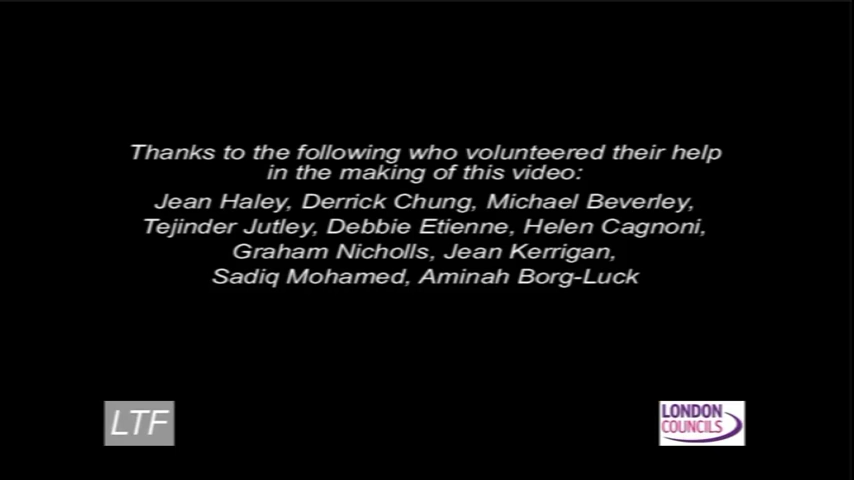 Thanks to the following who volunteered their help
in the making of this video:
Jean Haley, Derrick Chung, Michael Beverley,
Tejinder Jutley, Debbie Etienne, Helen Cagnoni,
Graham Nicholls, Jean Kerrigan,
Sadiq Mohamed, Aminah Borg-Luck
LTF
LONDON
COUNCILS